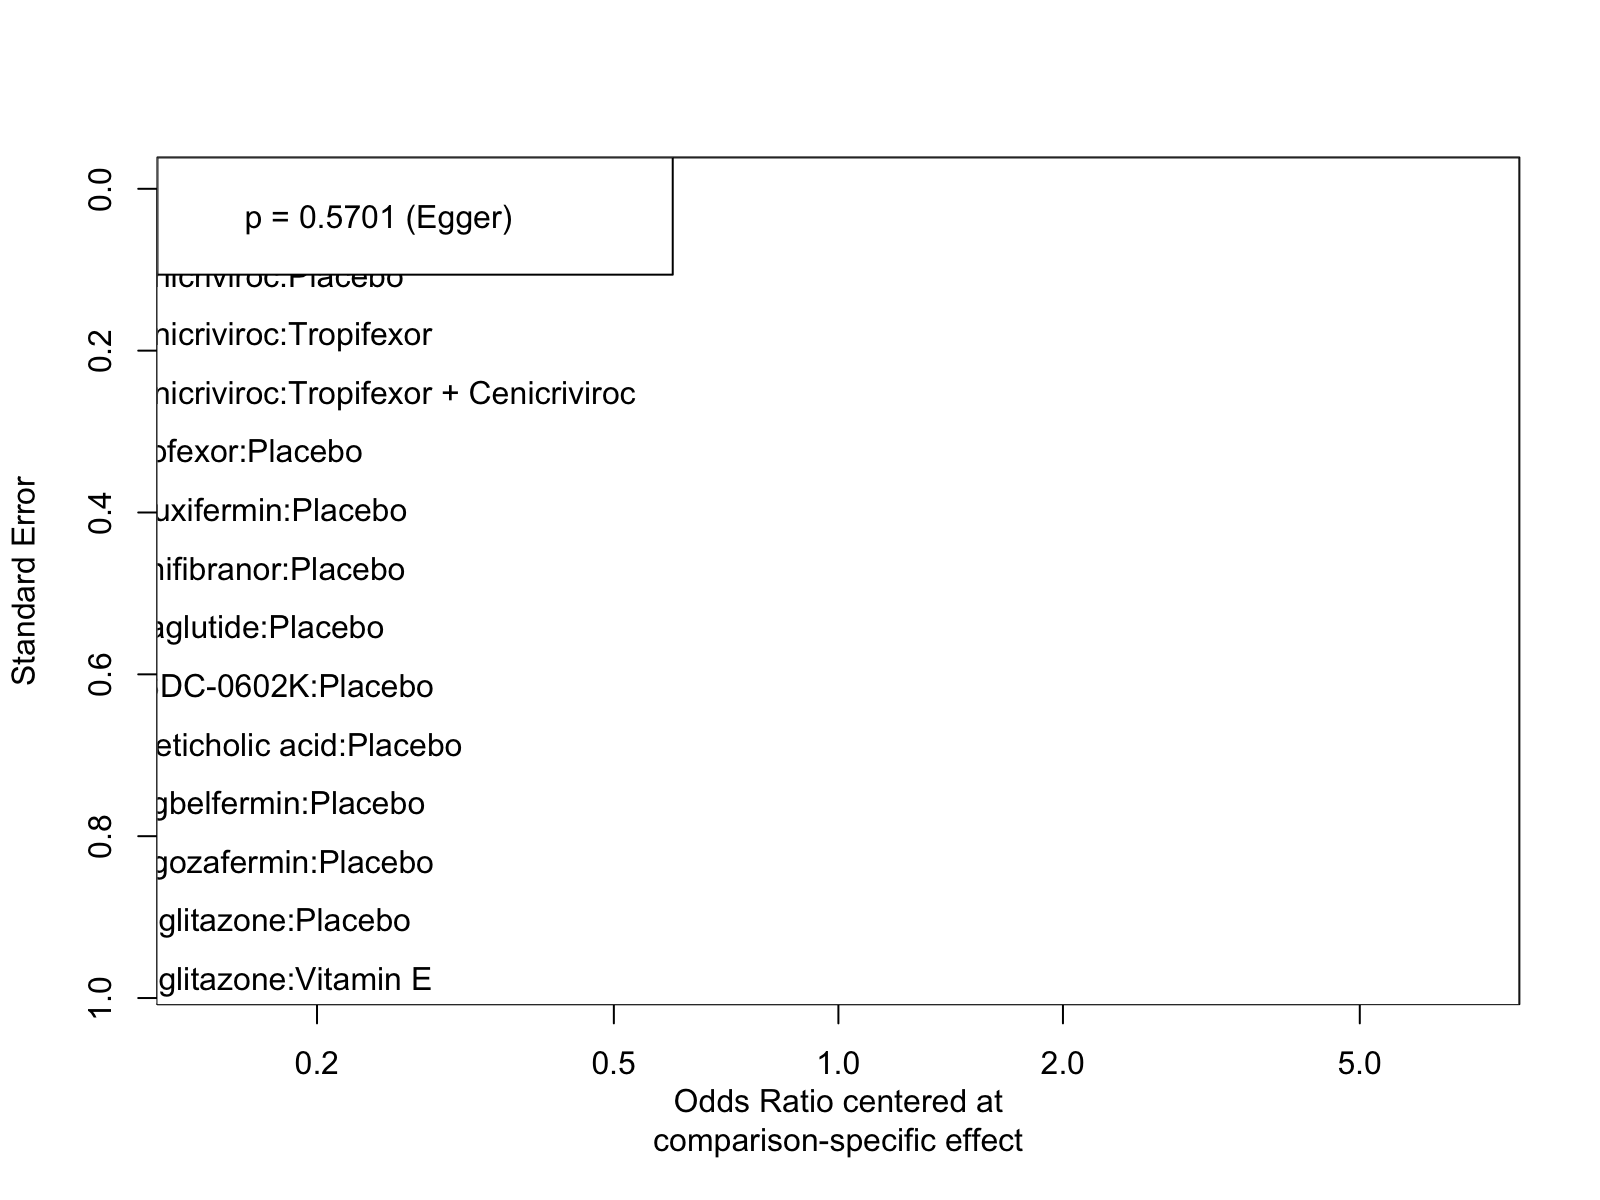 0.0
0.2
0.4
0.6
0.8
1.0
Standard Error
p = 0.5701 (Egger)
nicriviroc:Placebo
nicriviroc:Tropifexor
nicriviroc:Tropifexor + Cenicriviroc
ofexor:Placebo
uxifermin:Placebo
nifibranor:Placebo
aglutide:Placebo
DC-0602K:Placebo
eticholic acid:Placebo
gbelfermin:Placebo
gozafermin:Placebo
glitazone:Placebo
glitazone:Vitamin E
0.2 0.5 1.0 2.0 5.0
Odds Ratio centered at
comparison-specific effect